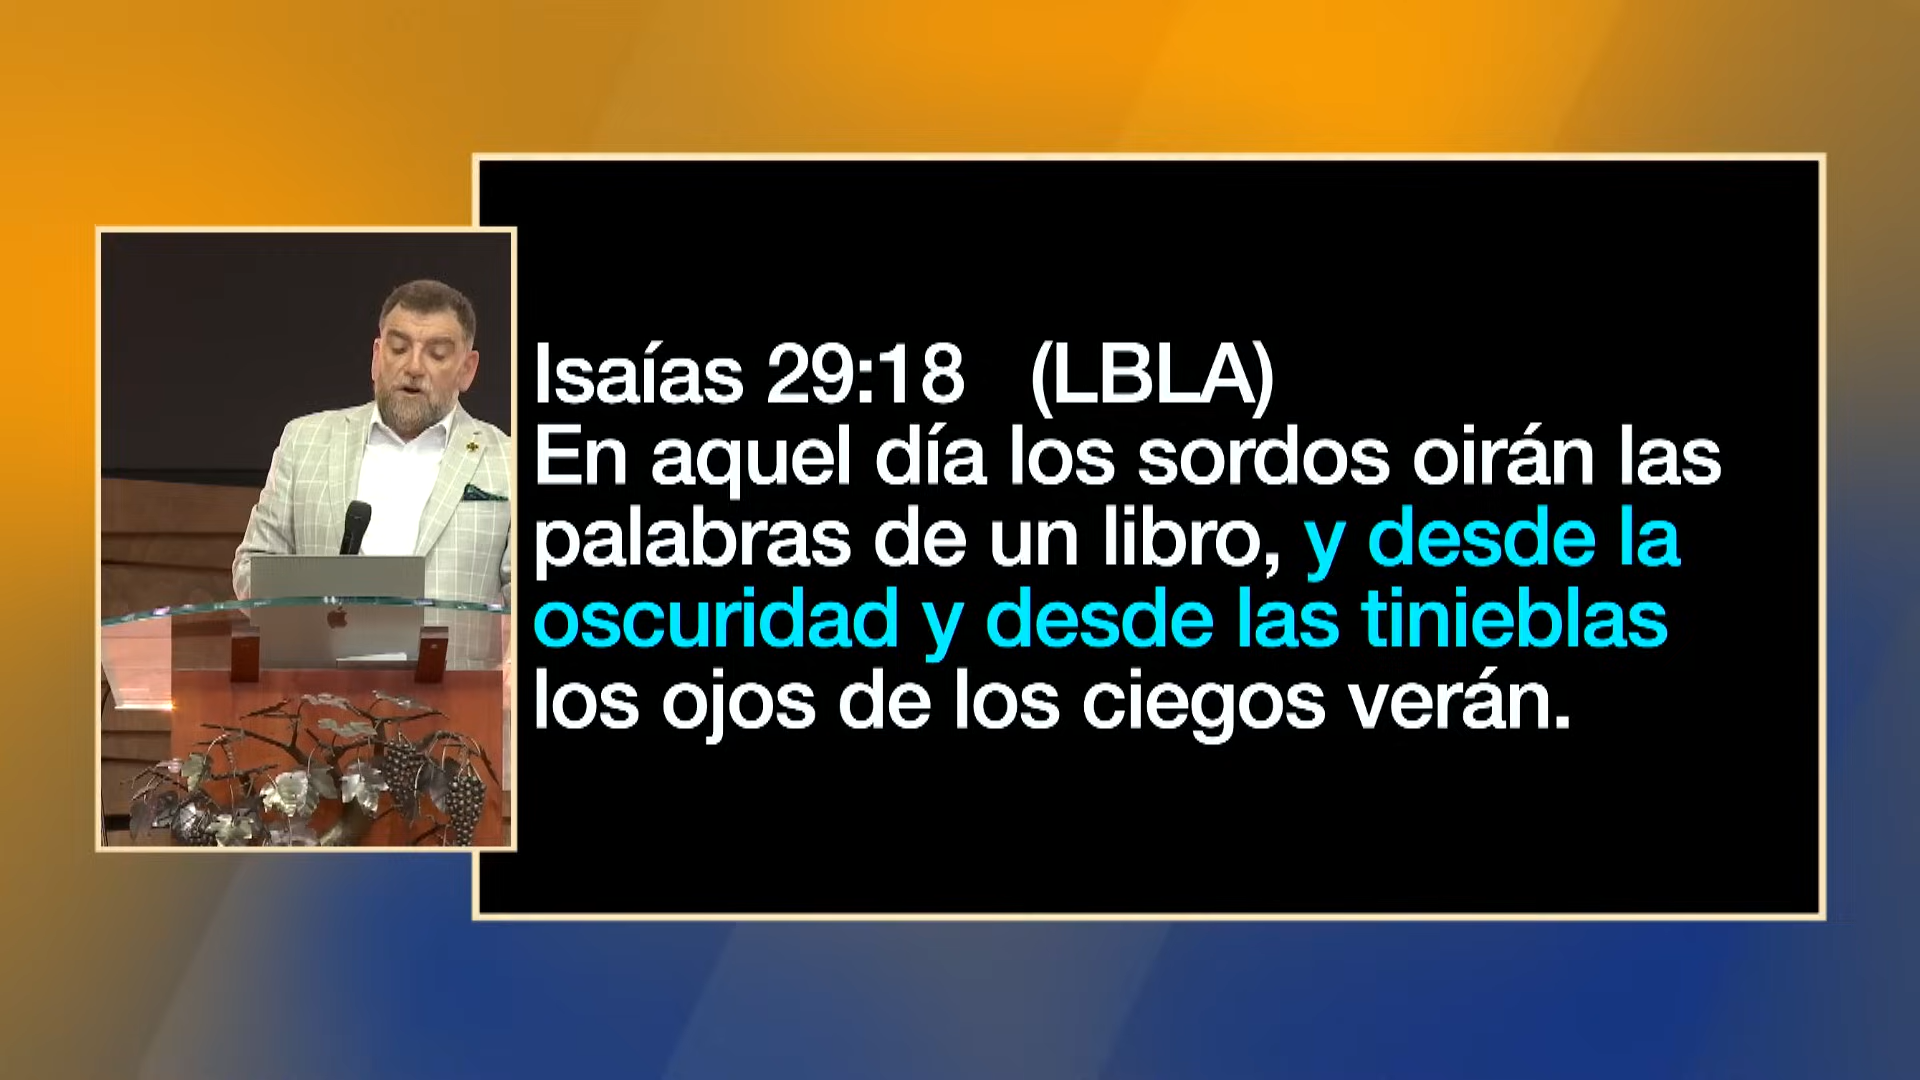 Isaías 29:18 (LBLA)
En aquel día los sordos oirán las
palabras de un libro, y desde la
oscuridad y desde las tinieblas
los ojos de los ciegos verán.